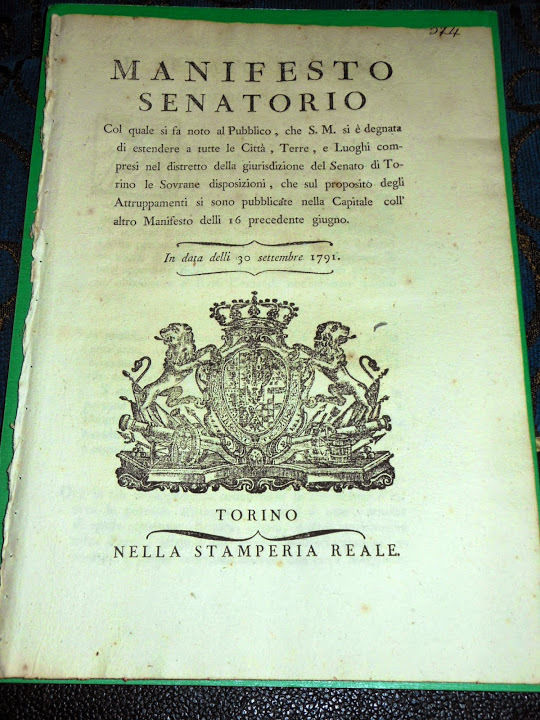 574
MANIFESTO
SENATORIO
Col quale si fa noto al Pubblico, che S. M. si è degnata
di estendere a tutte le Città, Terre, e Luoghi com-
presi nel distretto della giurisdizione del Senato di To-
rino le Sovrane disposizioni, che sul proposito degli
Attruppamenti si sono pubblicate nella Capitale coll'
altro Manifesto delli 16 precedente giugno.
In data delli 30 settembre 1791.
TORINO
NELLA STAMPERIA REALE.